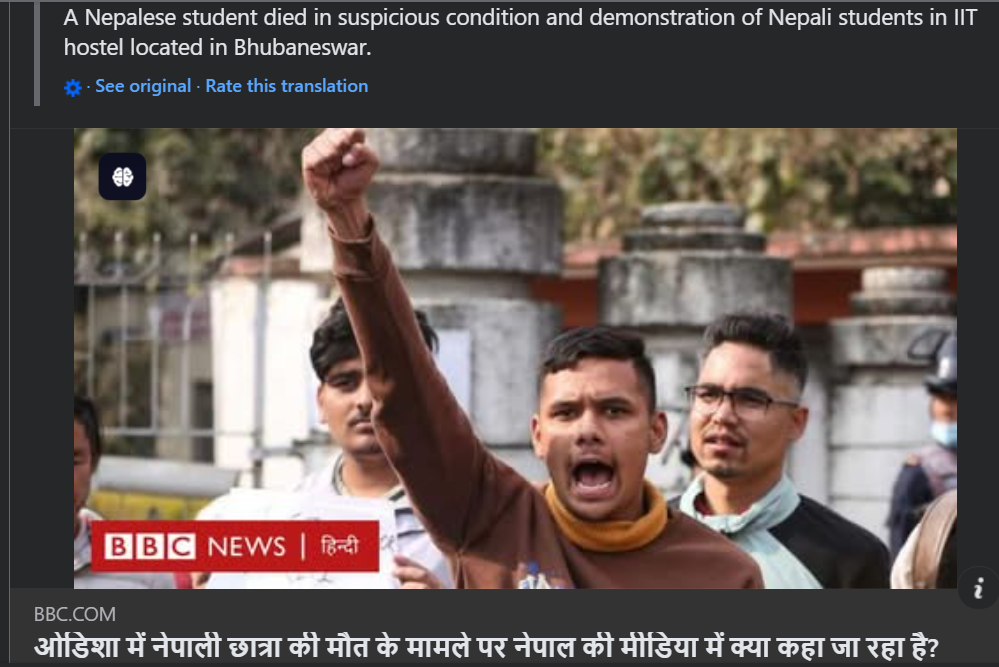 A Nepalese student died in suspicious condition and demonstration of Nepali students in IIT
hostel located in Bhubaneswar.
· See original · Rate this translation
BBC NEWS | हिन्दी
i
BBC.COM
ओडिशा में नेपाली छात्रा की मौत के मामले पर नेपाल की मीडिया में क्या कहा जा रहा है?